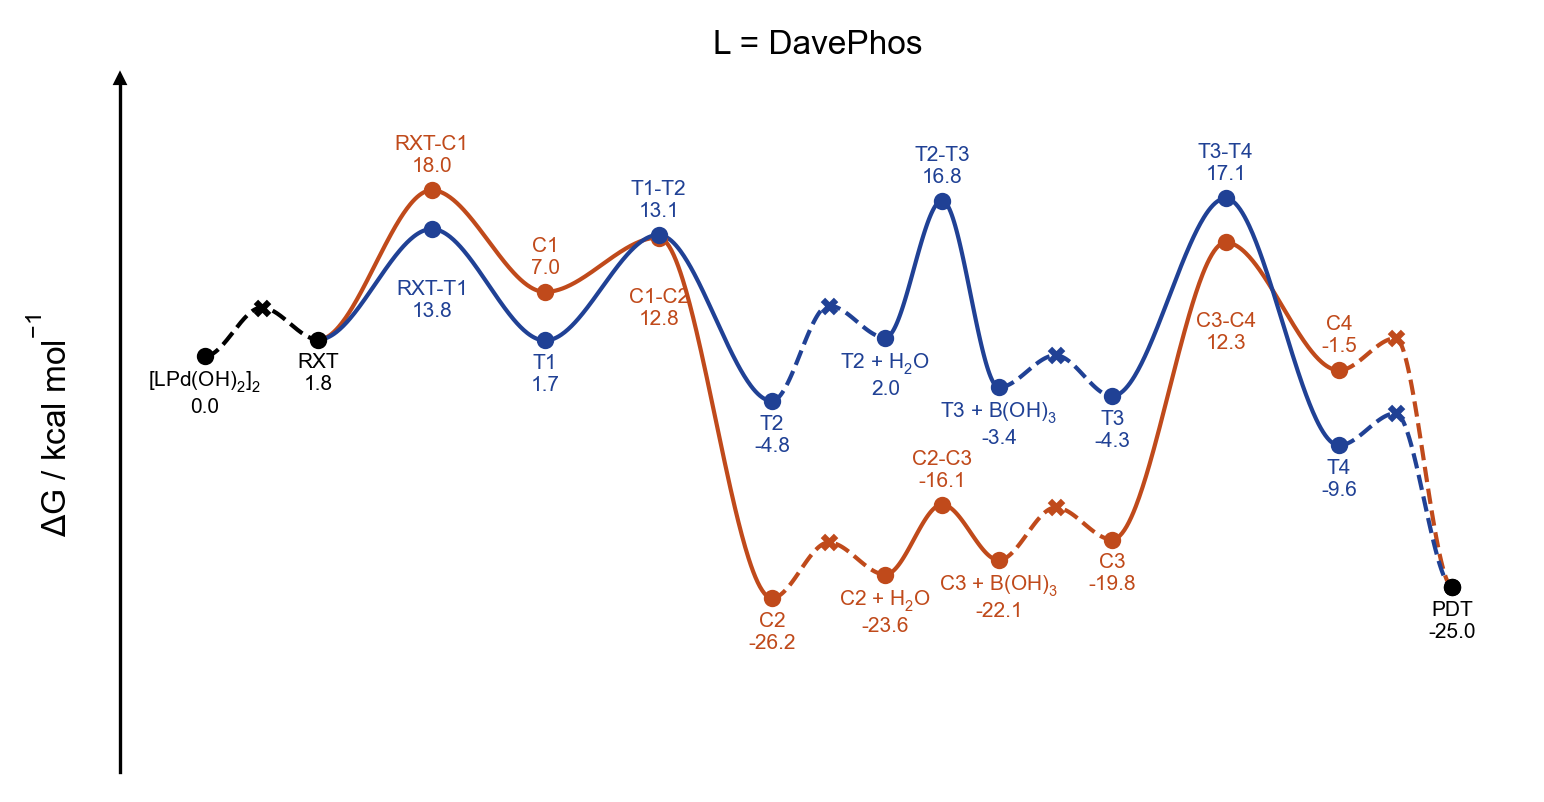 L = DavePhos
ΔG / kcal mol⁻¹
[LPd(OH)₂]₂
0.0
RXT
1.8
RXT-C1
18.0
RXT-T1
13.8
C1
7.0
T1
1.7
T1-T2
13.1
C1-C2
12.8
T2
-4.8
C2
-26.2
T2 + H₂O
2.0
C2 + H₂O
-23.6
T2-T3
16.8
C2-C3
-16.1
T3 + B(OH)₃
-3.4
C3 + B(OH)₃
-22.1
T3
-4.3
C3
-19.8
T3-T4
17.1
C3-C4
12.3
C4
-1.5
T4
-9.6
PDT
-25.0